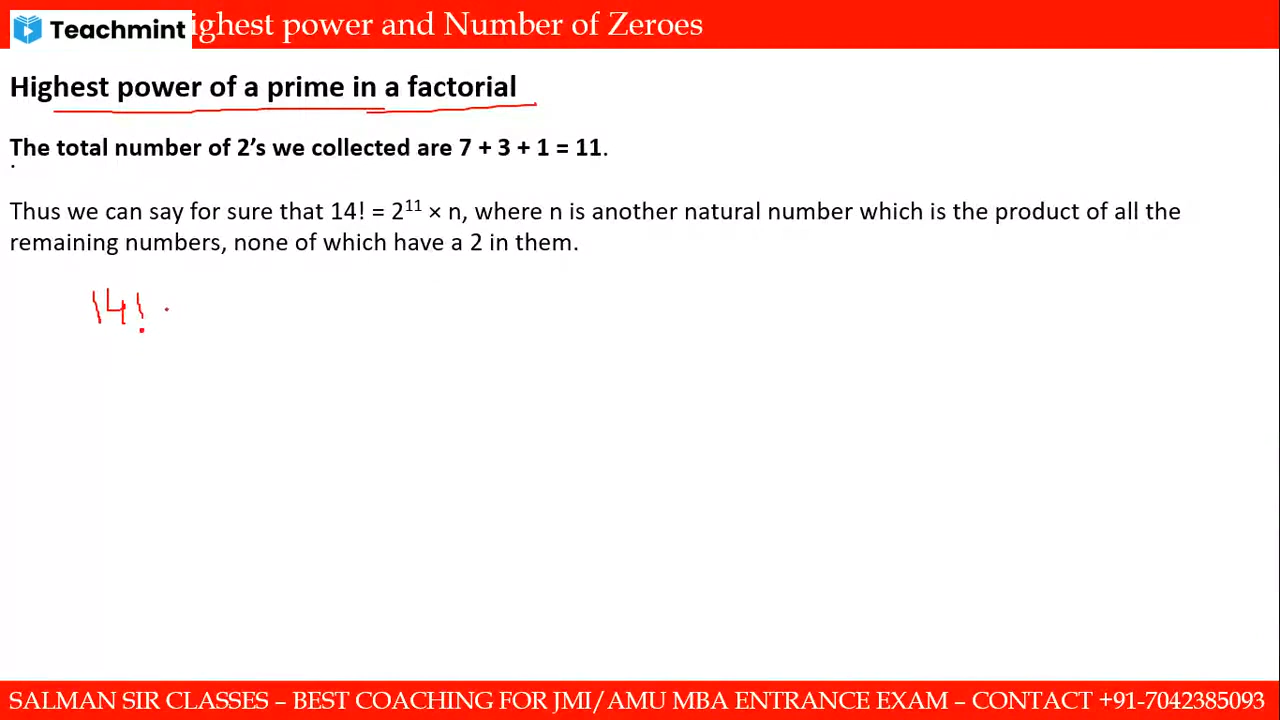 Teachmint
ighest power and Number of Zeroes
Highest power of a prime in a factorial
The total number of 2’s we collected are 7 + 3 + 1 = 11.
Thus we can say for sure that 14! = 2¹¹ × n, where n is another natural number which is the product of all the
remaining numbers, none of which have a 2 in them.
14!
SALMAN SIR CLASSES – BEST COACHING FOR JMI/AMU MBA ENTRANCE EXAM – CONTACT +91-7042385093